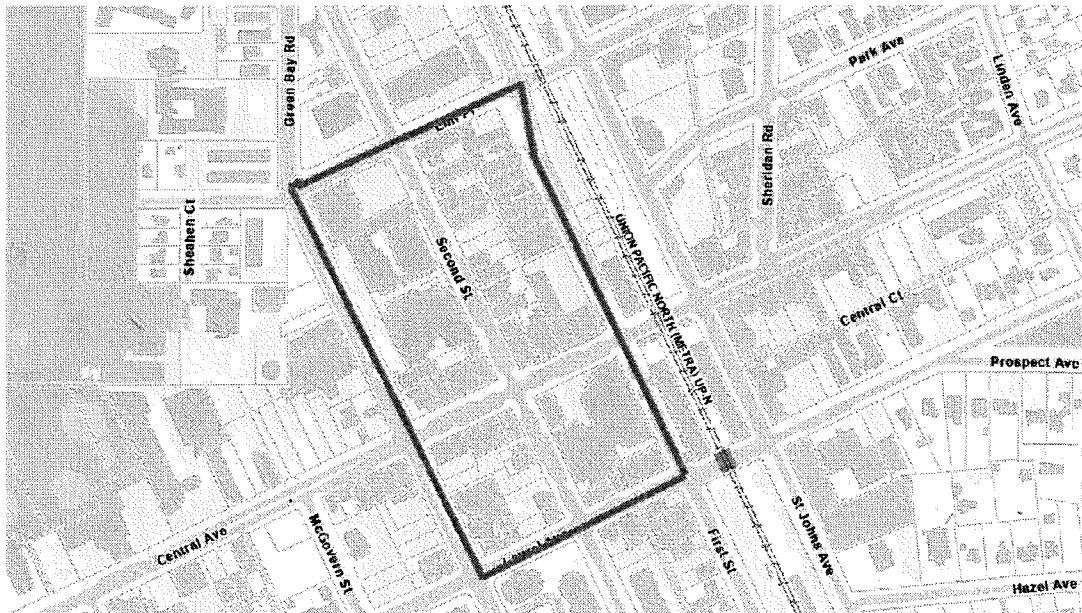 Green Bay Rd
Park Ave
Linden Ave
Sheridan Rd
Sheahen Ct
Second St
UNION PACIFIC NORTH (METRA) UP-N
Central Ct
Prospect Ave
Central Ave
McGovern St
First St
St Johns Ave
Hazel Ave